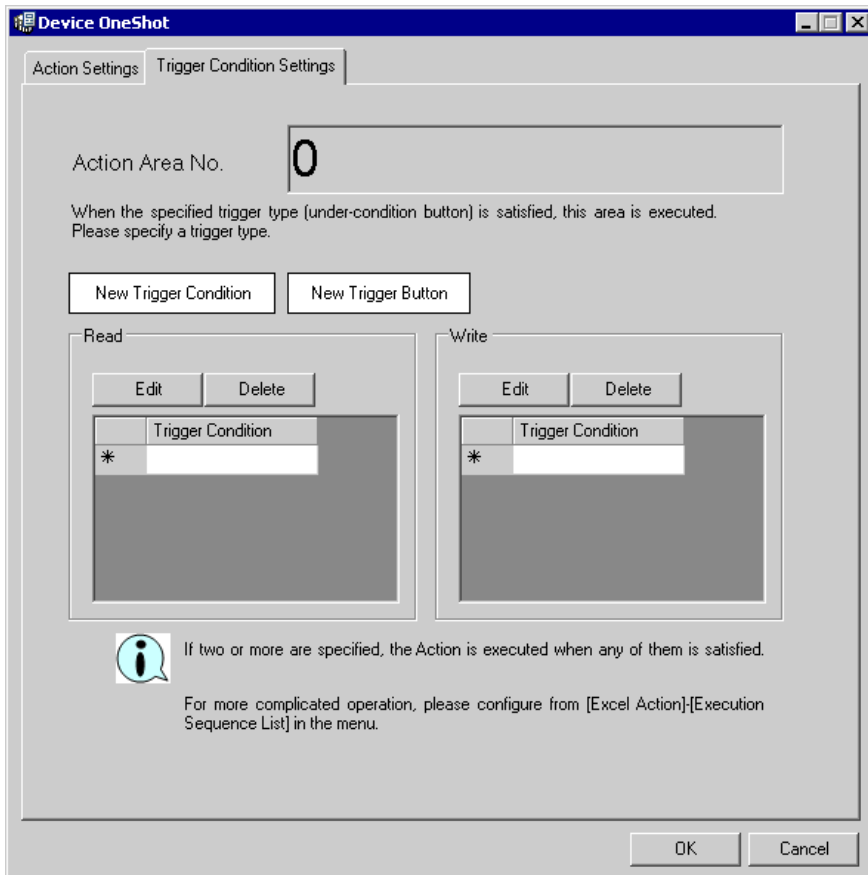 Device OneShot
Action Settings
Trigger Condition Settings
Action Area No.
0
When the specified trigger type (under-condition button) is satisfied, this area is executed.
Please specify a trigger type.
New Trigger Condition
New Trigger Button
Read
Write
Edit
Delete
Edit
Delete
Trigger Condition
Trigger Condition
*
*
If two or more are specified, the Action is executed when any of them is satisfied.
For more complicated operation, please configure from [Excel Action]-[Execution
Sequence List] in the menu.
OK
Cancel